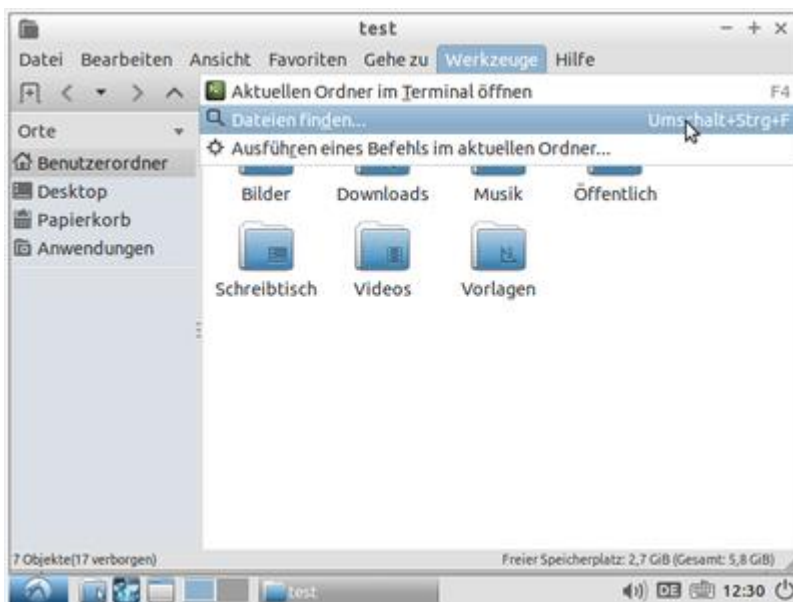 test
Datei Bearbeiten Ansicht Favoriten Gehe zu Werkzeuge Hilfe
Aktuellen Ordner im Terminal öffnen F4
Orte
Dateien finden... Umschalt+Strg+F
Ausführen eines Befehls im aktuellen Ordner...
Benutzerordner
Desktop
Papierkorb
Anwendungen
Bilder Downloads Musik Öffentlich
Schreibtisch Videos Vorlagen
7 Objekte(17 verborgen) Freier Speicherplatz: 2,7 GiB (Gesamt: 5,8 GiB)
test DE 12:30